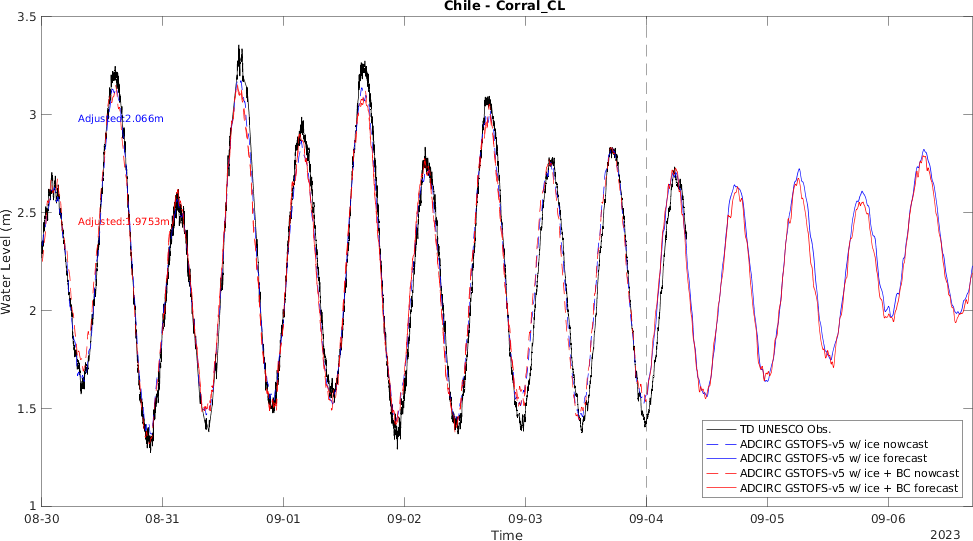 Chile - Corral_CL
3.5
3
2.5
2
1.5
1
Water Level (m)
Adjusted:2.066m
Adjusted:1.9753m
TD UNESCO Obs.
ADCIRC GSTOFS-v5 w/ ice nowcast
ADCIRC GSTOFS-v5 w/ ice forecast
ADCIRC GSTOFS-v5 w/ ice + BC nowcast
ADCIRC GSTOFS-v5 w/ ice + BC forecast
08-30 08-31 09-01 09-02 09-03 09-04 09-05 09-06
Time
2023